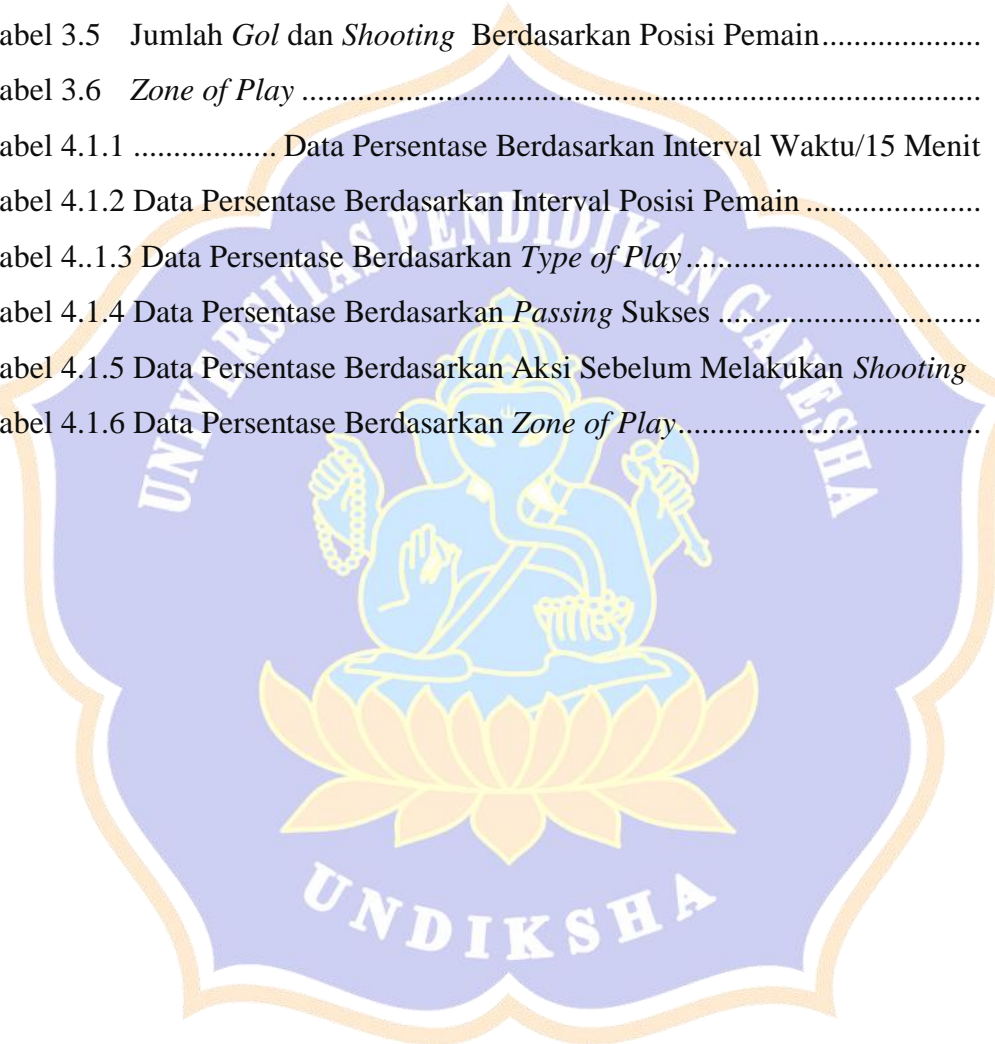 abel 3.5 Jumlah Gol dan Shooting Berdasarkan Posisi Pemain....................
abel 3.6 Zone of Play .....................................................................................
abel 4.1.1 .................. Data Persentase Berdasarkan Interval Waktu/15 Menit
abel 4.1.2 Data Persentase Berdasarkan Interval Posisi Pemain ......................
abel 4..1.3 Data Persentase Berdasarkan Type of Play.....................................
abel 4.1.4 Data Persentase Berdasarkan Passing Sukses .................................
abel 4.1.5 Data Persentase Berdasarkan Aksi Sebelum Melakukan Shooting
abel 4.1.6 Data Persentase Berdasarkan Zone of Play......................................
UNIVERSITAS PENDIDIKAN GANESHA
UNDIKSHA